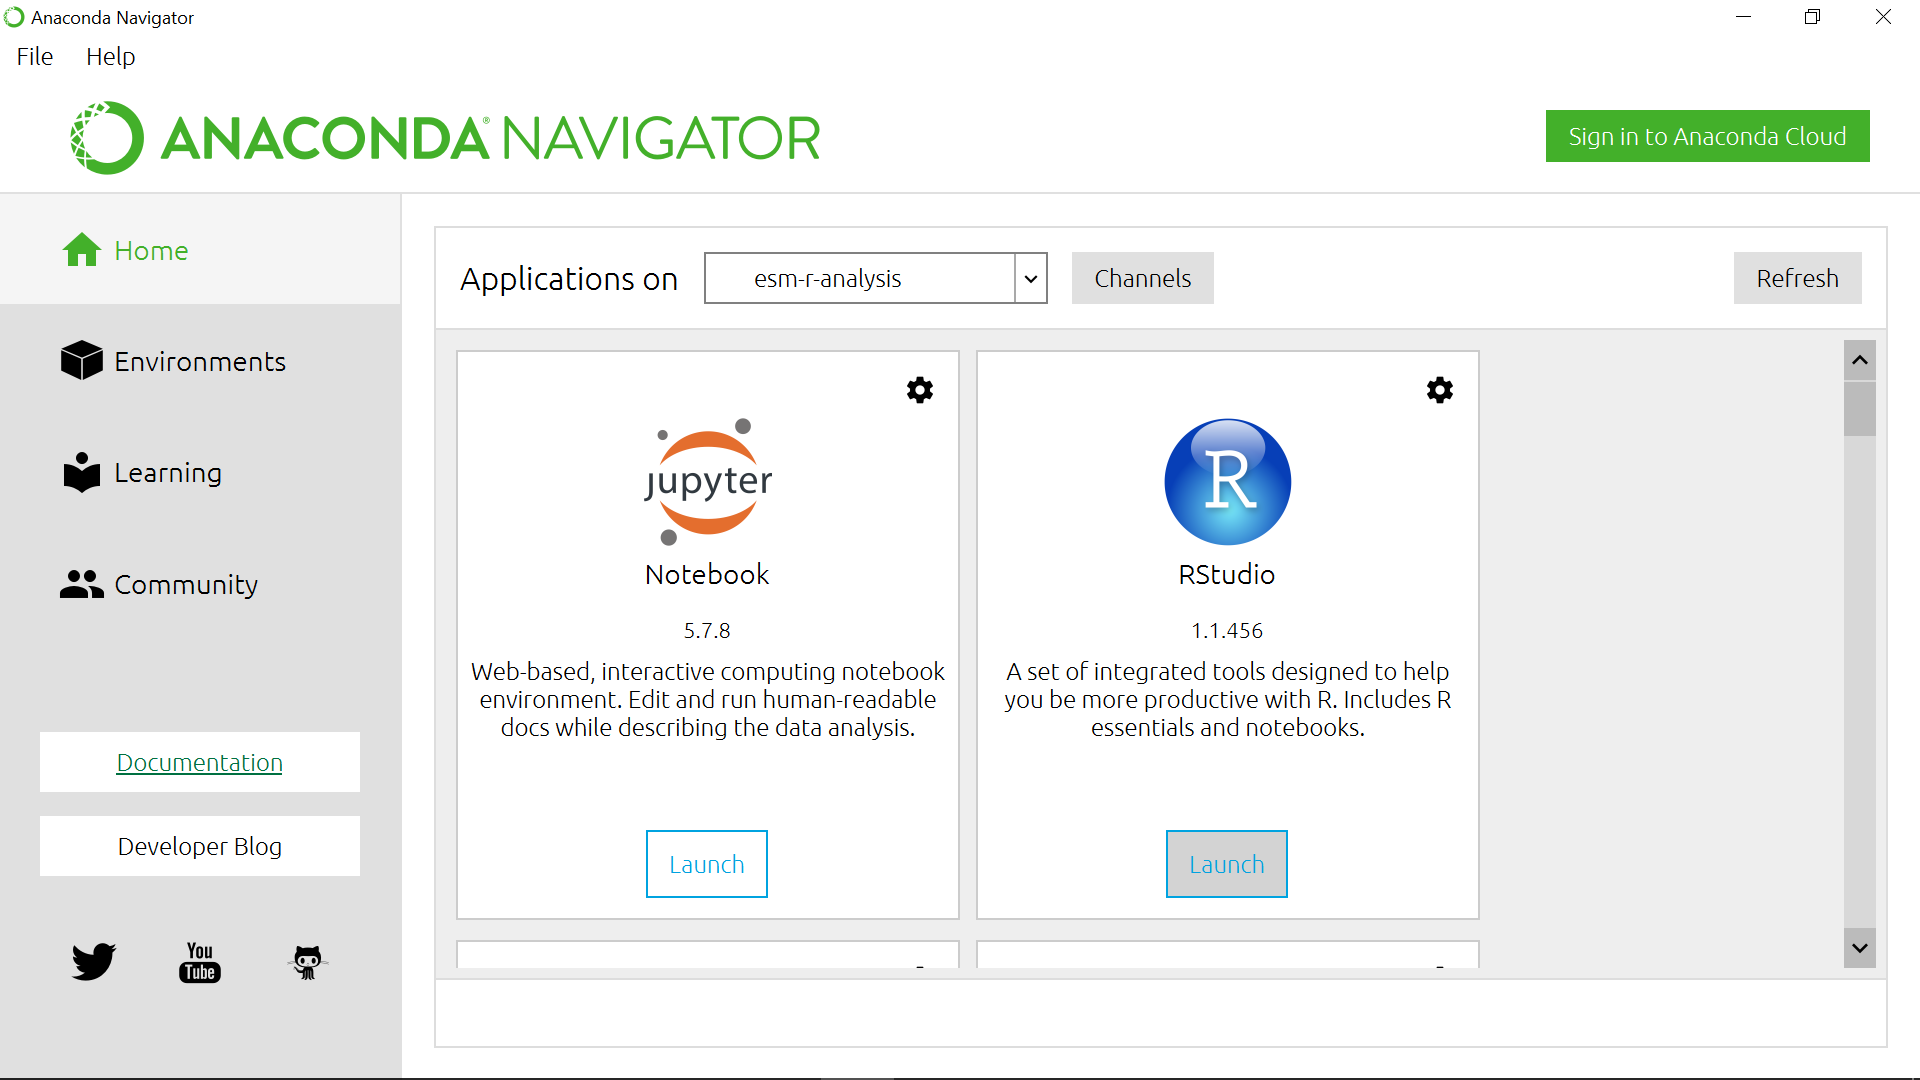 Anaconda Navigator
File Help
ANACONDA® NAVIGATOR
Sign in to Anaconda Cloud
Home
Environments
Learning
Community
Documentation
Developer Blog
You
Tube
Applications on esm-r-analysis Channels Refresh
jupyter
Notebook
5.7.8
Web-based, interactive computing notebook
environment. Edit and run human-readable
docs while describing the data analysis.
Launch
R
RStudio
1.1.456
A set of integrated tools designed to help
you be more productive with R. Includes R
essentials and notebooks.
Launch